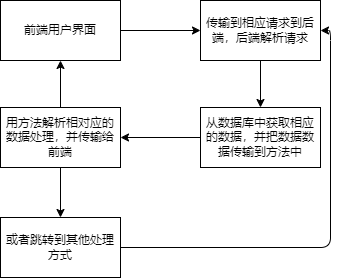 前端用户界面
传输到相应请求到后
端，后端解析请求
用方法解析相对应的
数据处理，并传输给
前端
从数据库中获取相应
的数据，并把数据数
据传输到方法中
或者跳转到其他处理
方式